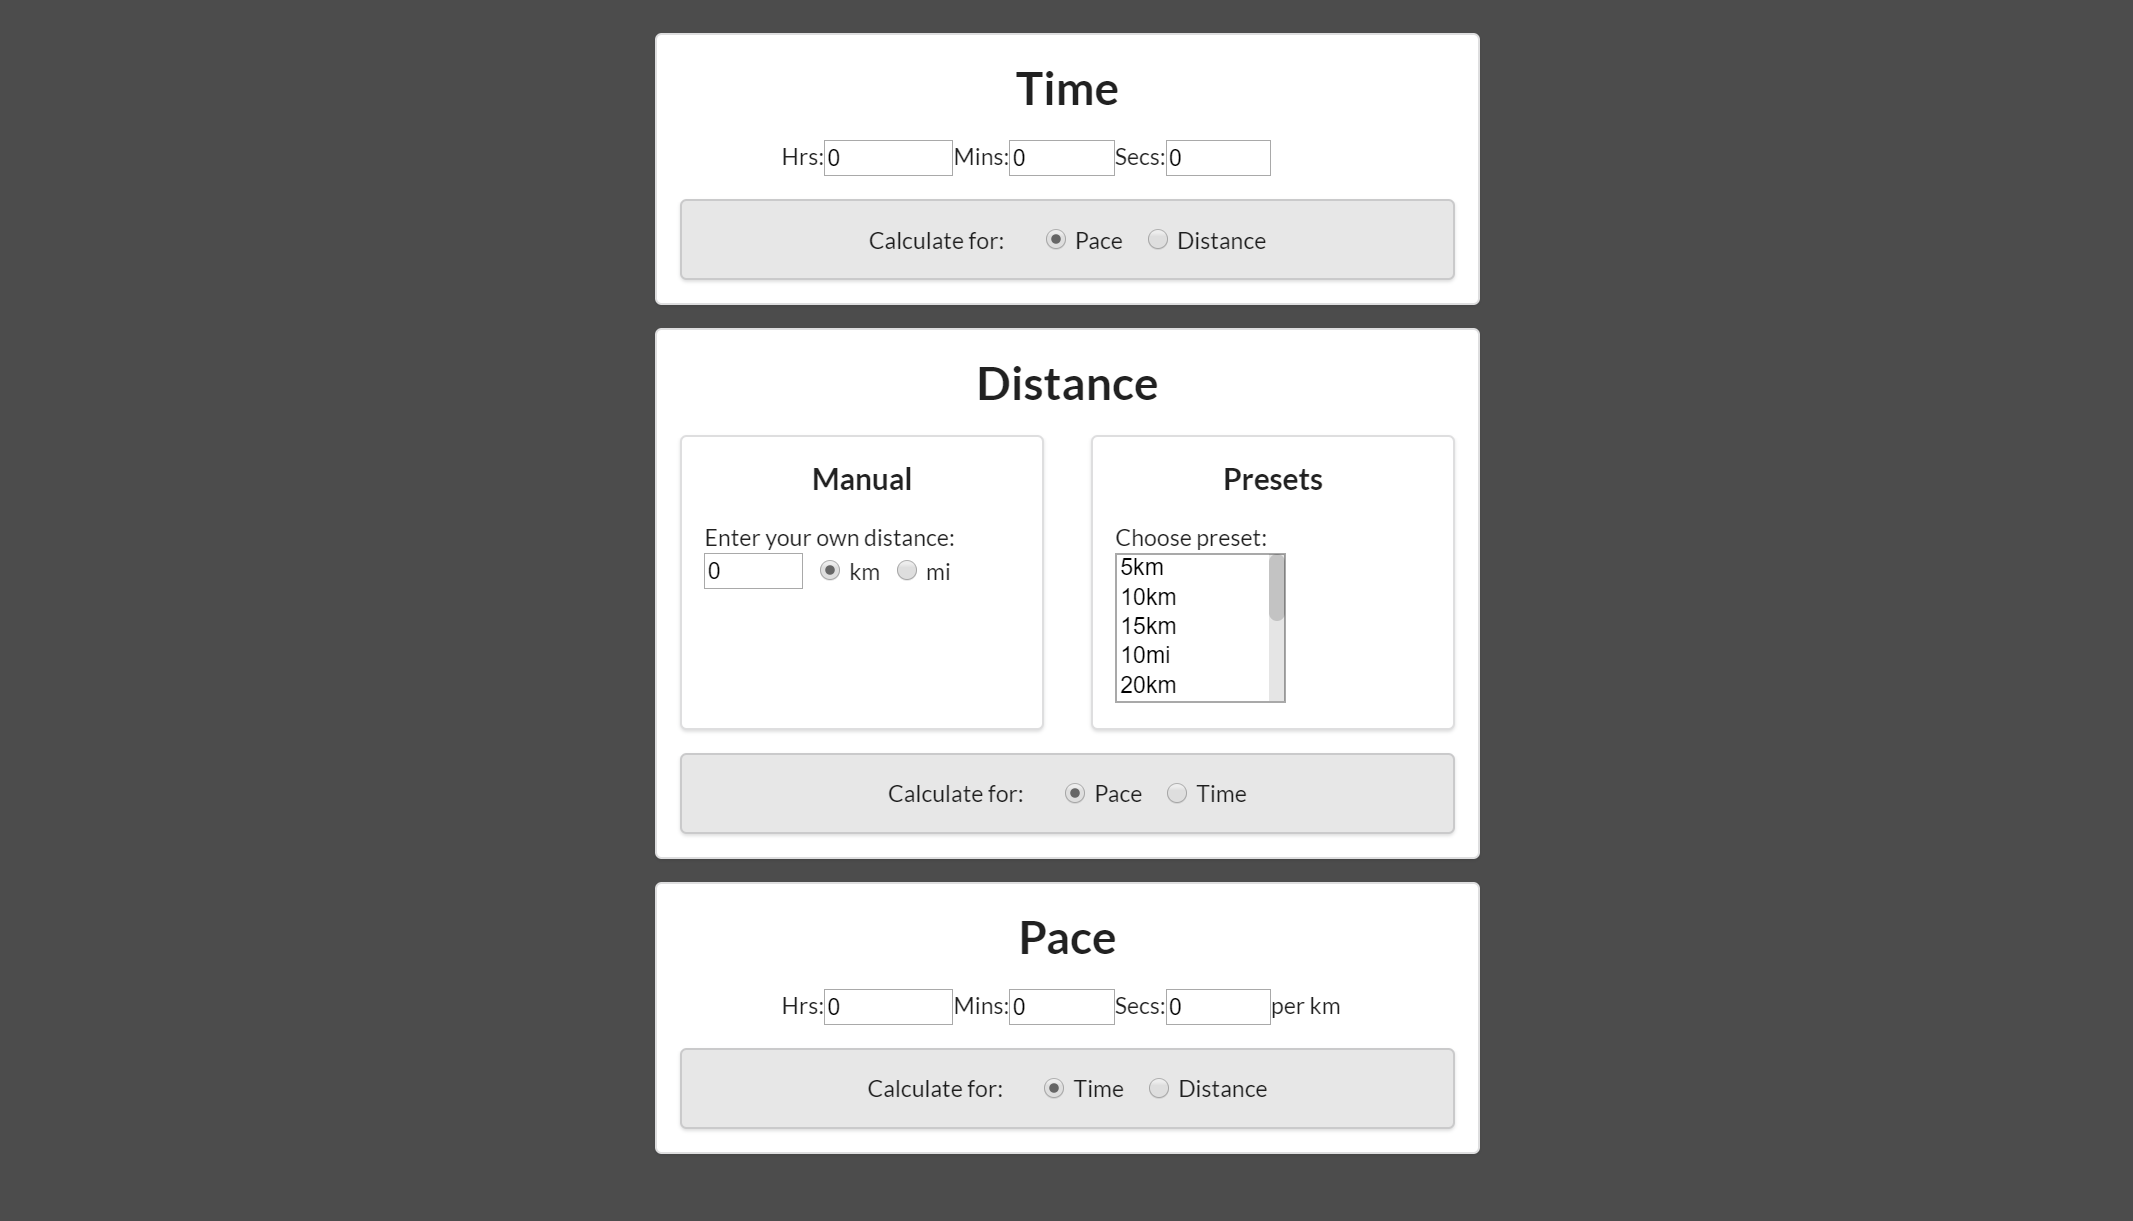 Time
Hrs: 0 Mins: 0 Secs: 0
Calculate for: Pace Distance
Distance
Manual
Enter your own distance:
0 km mi
Presets
Choose preset:
5km
10km
15km
10mi
20km
Calculate for: Pace Time
Pace
Hrs: 0 Mins: 0 Secs: 0 per km
Calculate for: Time Distance